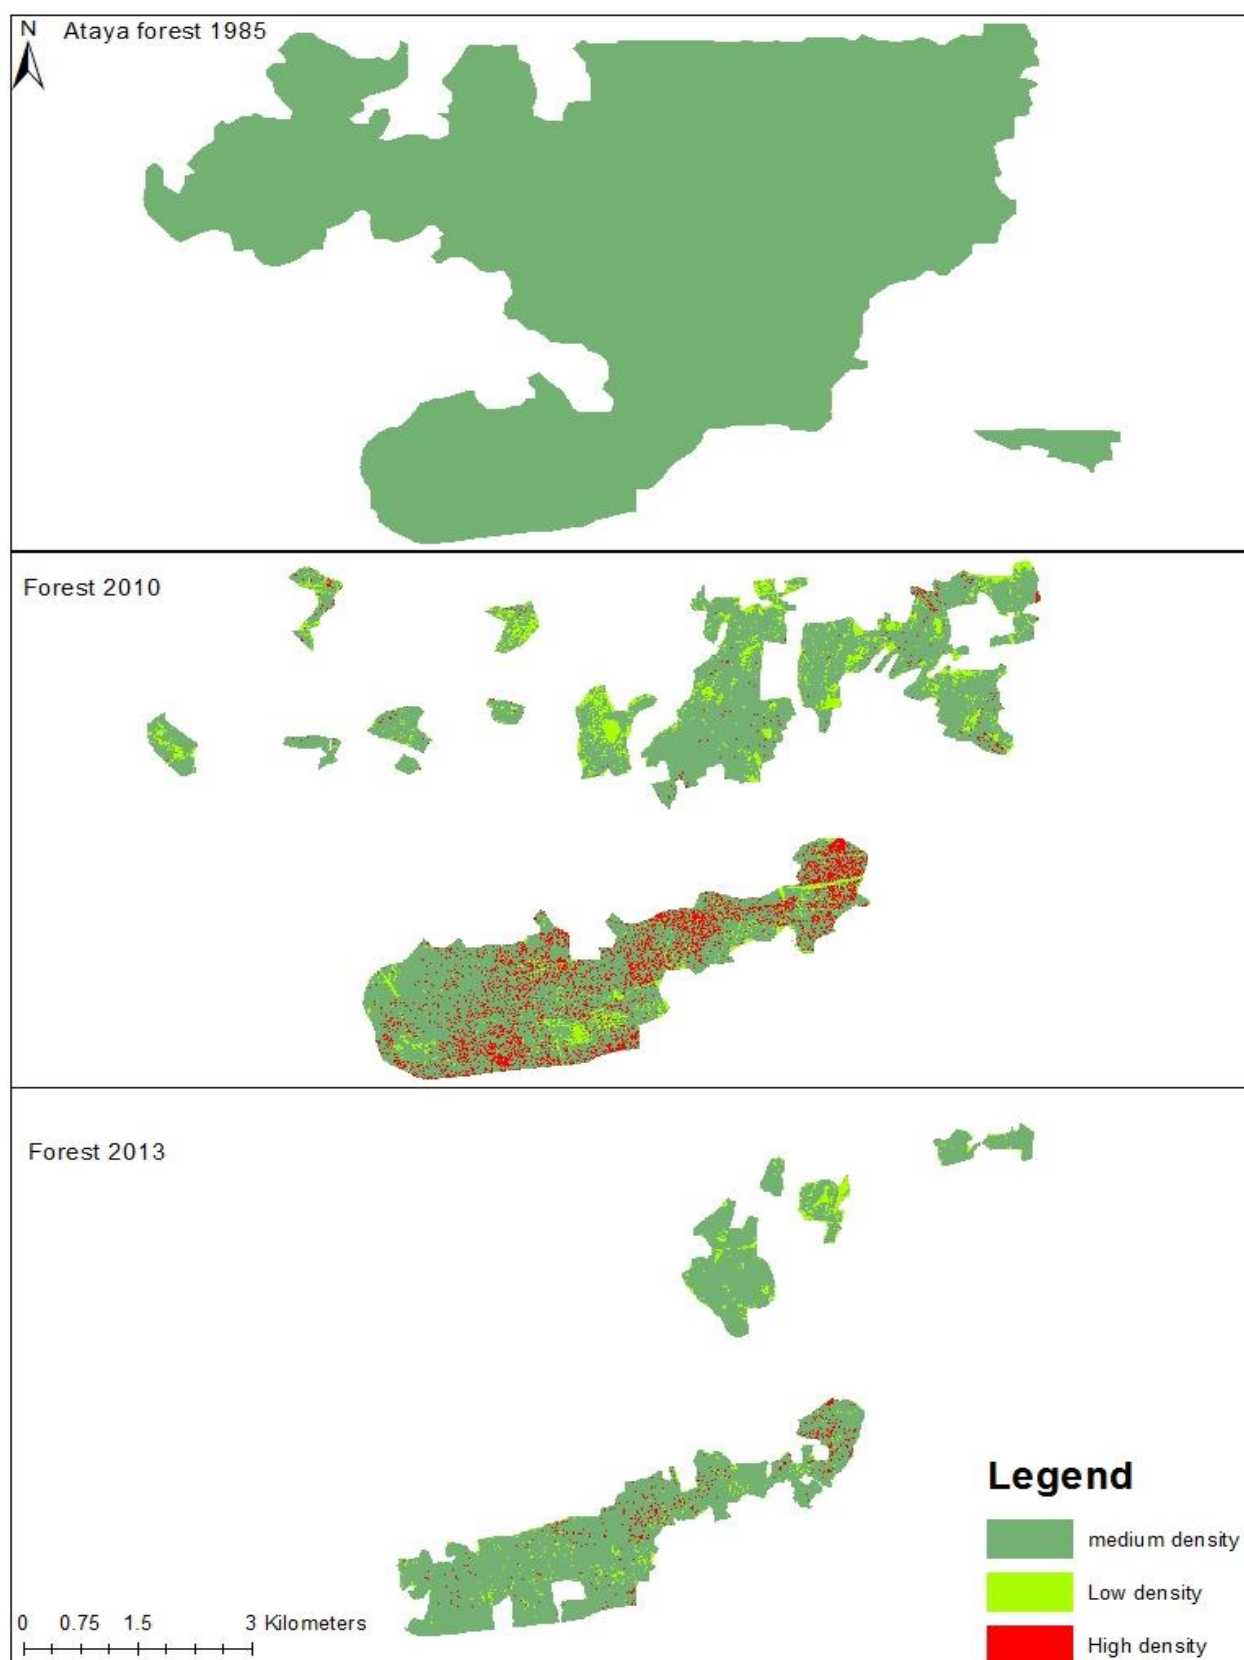 N
Ataya forest 1985
Forest 2010
Forest 2013
Legend
medium density
Low density
High density
0 0.75 1.5 3 Kilometers